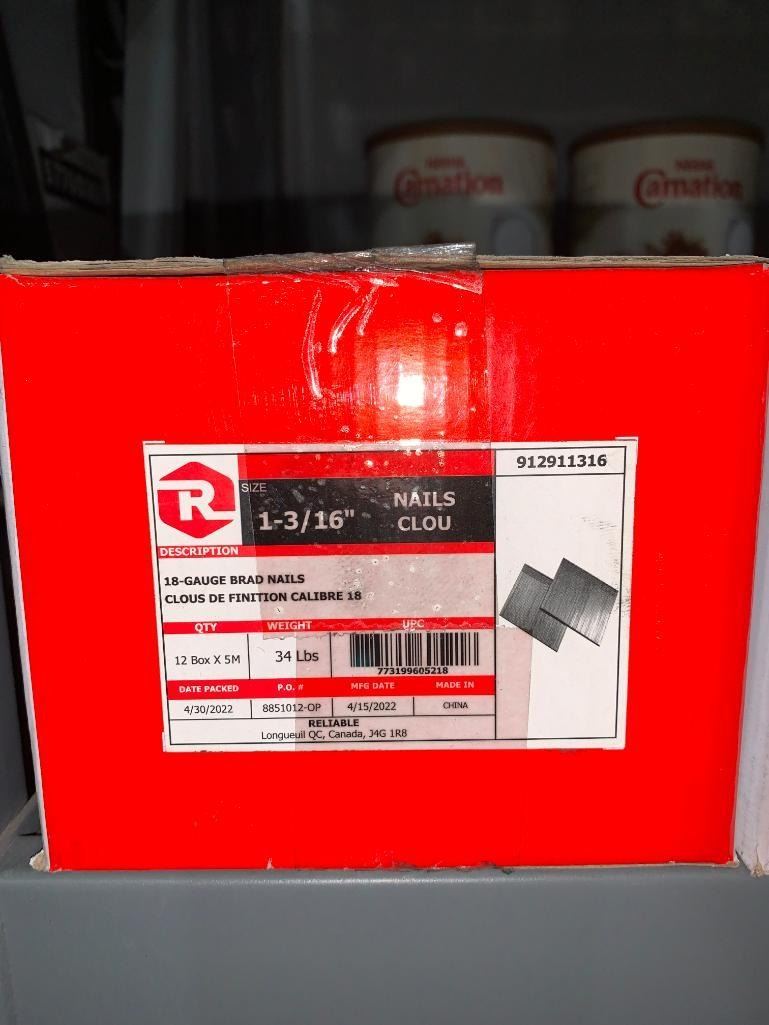 NESTLÉ
Carnation
NESTLÉ
Carnation
R
SIZE
1-3/16"
NAILS
CLOU
912911316
DESCRIPTION
18-GAUGE BRAD NAILS
CLOUS DE FINITION CALIBRE 18
QTY WEIGHT UPC
12 Box X 5M 34 Lbs
773199605218
DATE PACKED P.O. # MFG DATE MADE IN
4/30/2022 8851012-OP 4/15/2022 CHINA
RELIABLE
Longueuil QC, Canada, J4G 1R8